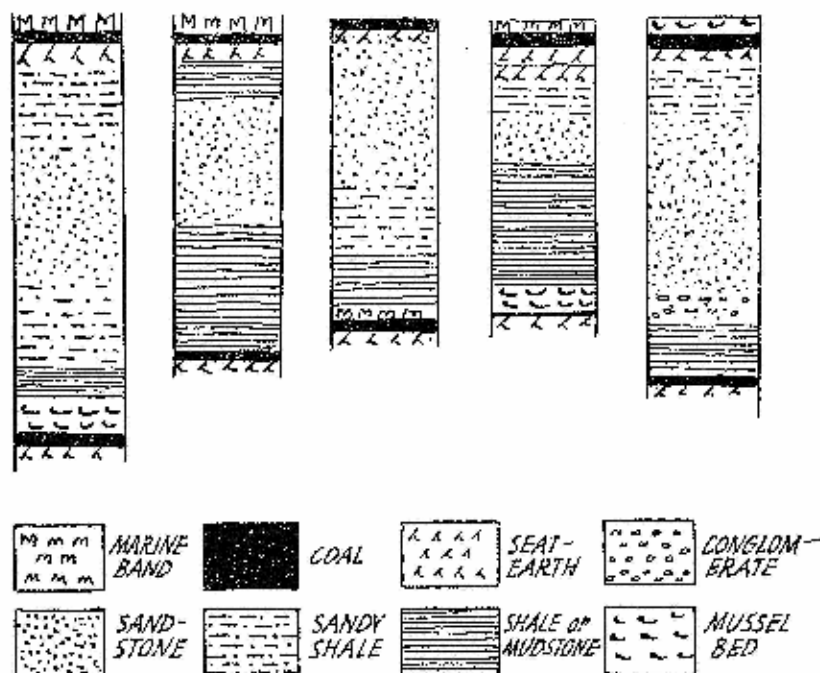 MARINE
BAND
COAL
SEAT-
EARTH
CONGLOM-
ERATE
SAND-
STONE
SANDY
SHALE
SHALE or
MUDSTONE
MUSSEL
BED